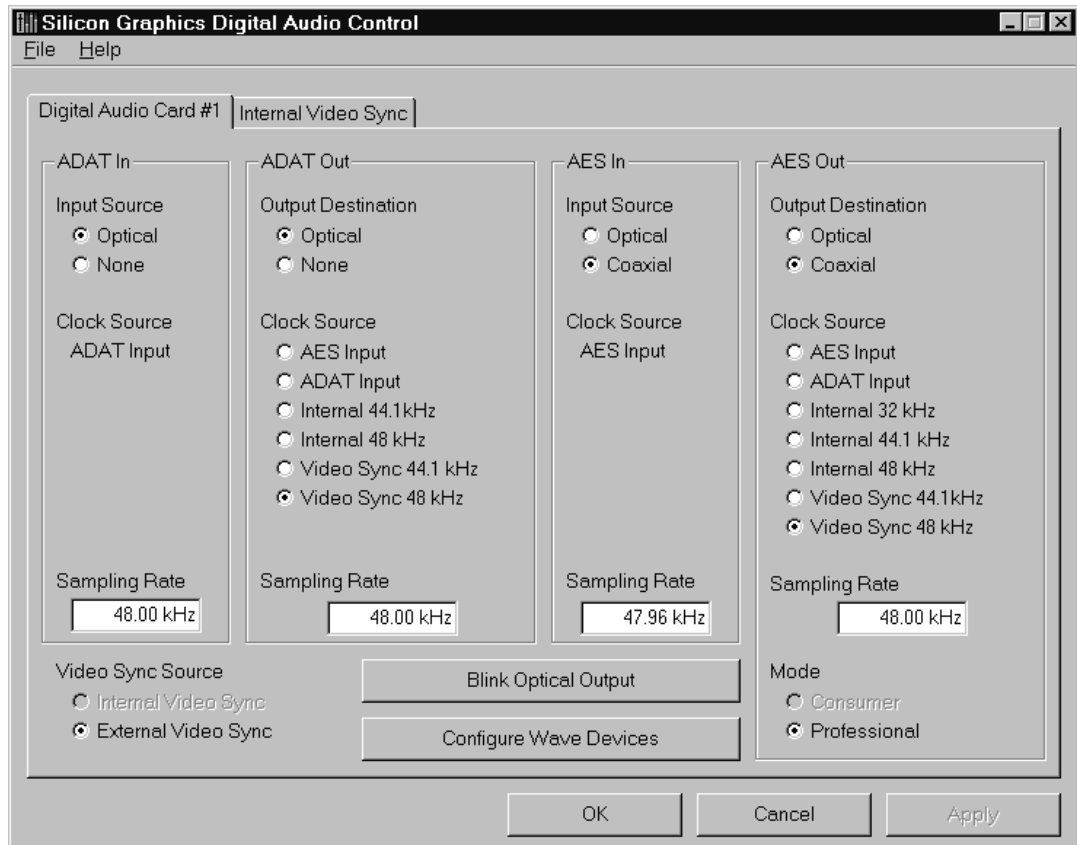 Silicon Graphics Digital Audio Control
File Help
Digital Audio Card #1
Internal Video Sync
ADAT In
Input Source
Optical
None
Clock Source
ADAT Input
Sampling Rate
48.00 kHz
ADAT Out
Output Destination
Optical
None
Clock Source
AES Input
ADAT Input
Internal 44.1kHz
Internal 48 kHz
Video Sync 44.1 kHz
Video Sync 48 kHz
Sampling Rate
48.00 kHz
AES In
Input Source
Optical
Coaxial
Clock Source
AES Input
Sampling Rate
47.96 kHz
AES Out
Output Destination
Optical
Coaxial
Clock Source
AES Input
ADAT Input
Internal 32 kHz
Internal 44.1 kHz
Internal 48 kHz
Video Sync 44.1kHz
Video Sync 48 kHz
Sampling Rate
48.00 kHz
Mode
Consumer
Professional
Video Sync Source
Internal Video Sync
External Video Sync
Blink Optical Output
Configure Wave Devices
OK
Cancel
Apply